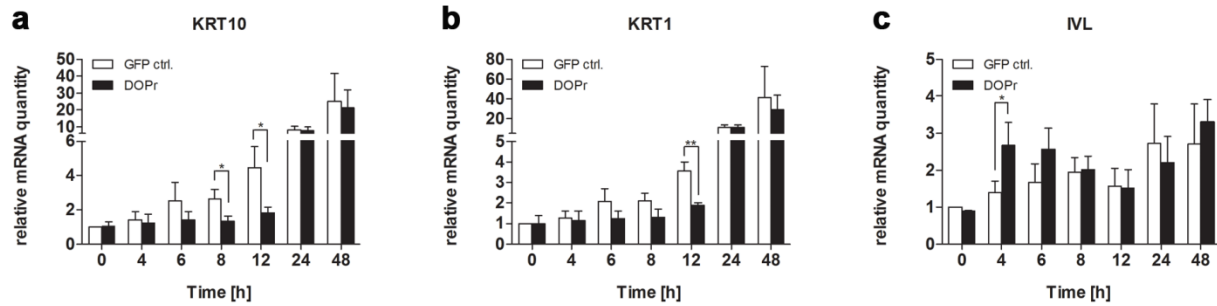 a
KRT10
relative mRNA quantity
50
40
30
20
10
6
4
2
0
GFP ctrl.
DOPr
*
*
0 4 6 8 12 24 48
Time [h]
b
KRT1
relative mRNA quantity
80
60
40
20
5
4
3
2
1
0
GFP ctrl.
DOPr
**
0 4 6 8 12 24 48
Time [h]
c
IVL
relative mRNA quantity
5
4
3
2
1
0
GFP ctrl.
DOPr
*
0 4 6 8 12 24 48
Time [h]